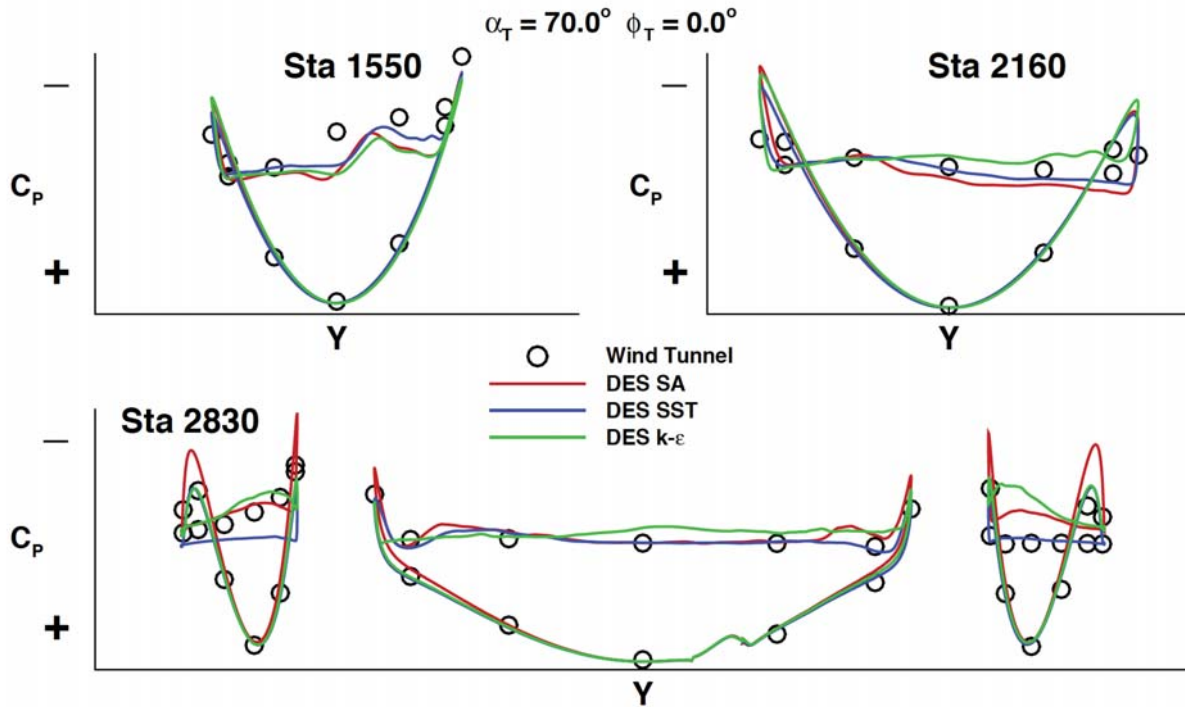 α_T = 70.0° ϕ_T = 0.0°
Sta 1550
Sta 2160
−
C_P
+
Y
−
C_P
+
Y
Wind Tunnel
DES SA
DES SST
DES k-ε
Sta 2830
−
C_P
+
Y